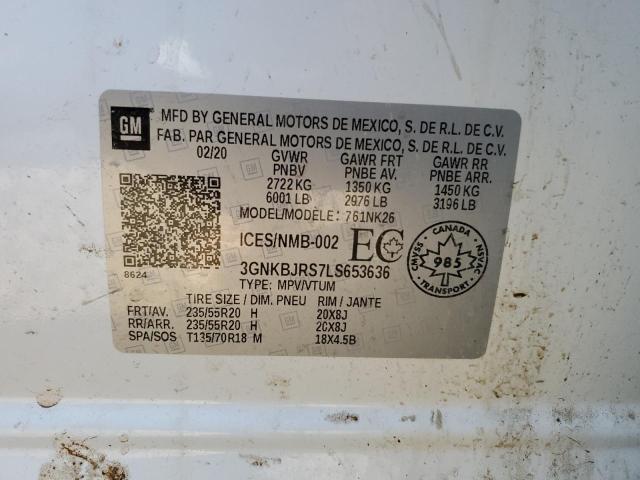 GM
MFD BY GENERAL MOTORS DE MEXICO, S. DE R.L. DE C.V.
FAB. PAR GENERAL MOTORS DE MEXICO, S. DE R.L. DE C.V.
02/20 GVWR GAWR FRT GAWR RR
PNBV PNBE AV. PNBE ARR.
2722 KG 1350 KG 1450 KG
6001 LB 2976 LB 3196 LB
MODEL/MODÈLE: 761NK26
ICES/NMB-002 EC
CANADA
CMVSS 985 NSVAC
TRANSPORT
8624
3GNKBJRS7LS653636
TYPE: MPV/VTUM
TIRE SIZE / DIM. PNEU RIM / JANTE
FRT/AV. 235/55R20 H 20X8J
RR/ARR. 235/55R20 H 20X8J
SPA/SOS T135/70R18 M 18X4.5B